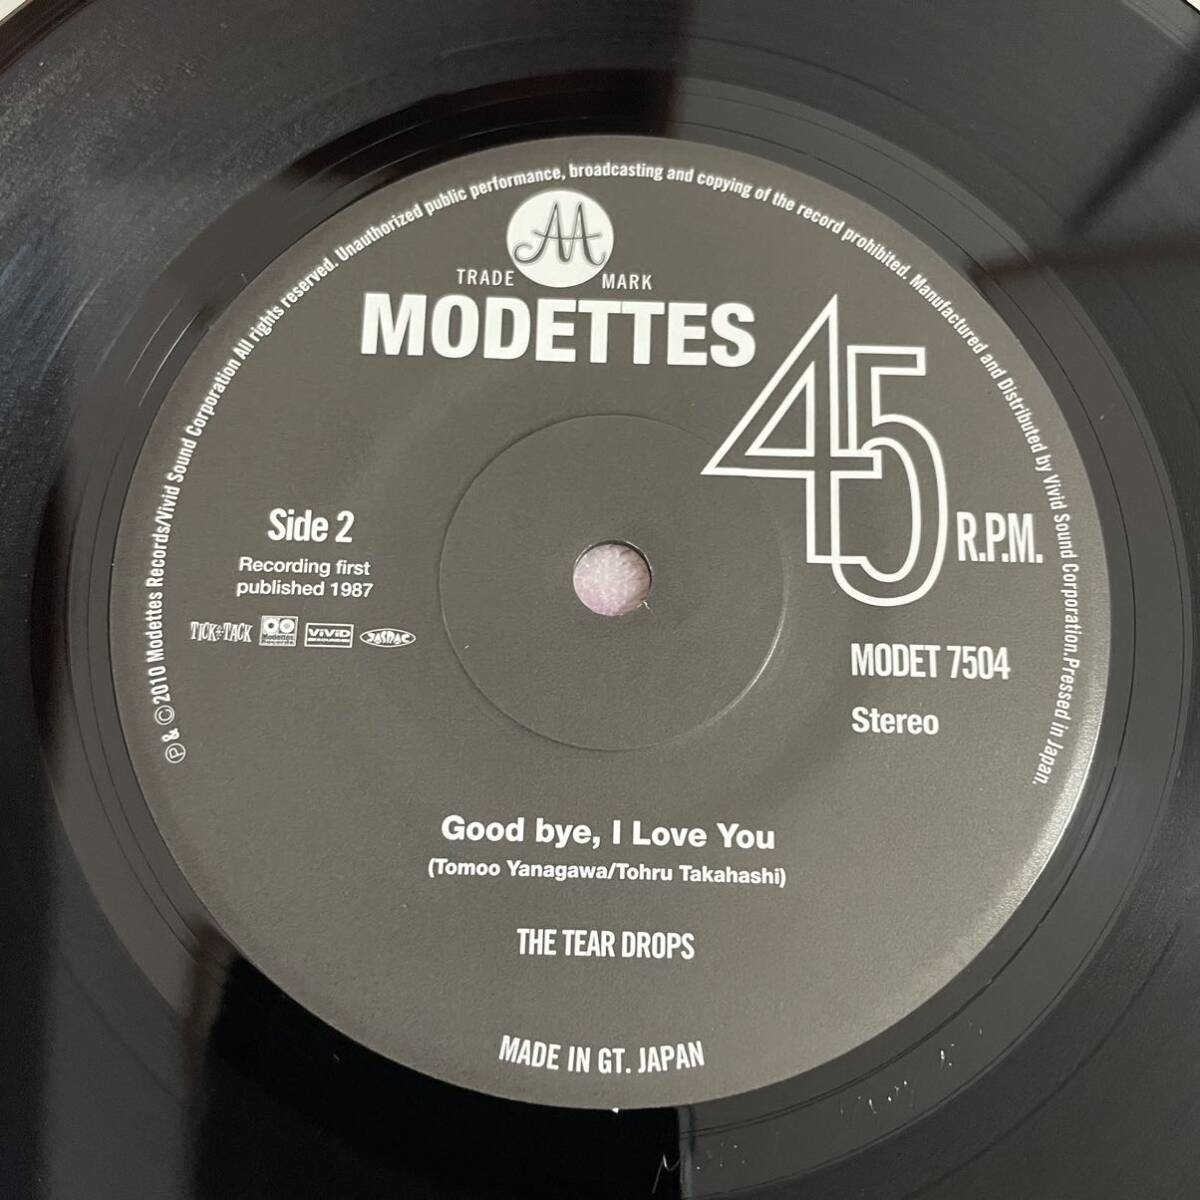 ℗ & ©2010 Modettes Records/Vivid Sound Corporation All rights reserved. Unauthorized public performance, broadcasting and copying of the record prohibited. Manufactured and Distributed by Vivid Sound Corporation. Pressed in Japan.
TRADE MARK
MODETTES
45 R.P.M.
Side 2
Recording first
published 1987
TICK TACK
ViViD
JASRAC
MODET 7504
Stereo
Good bye, I Love You
(Tomoo Yanagawa/Tohru Takahashi)
THE TEAR DROPS
MADE IN GT. JAPAN